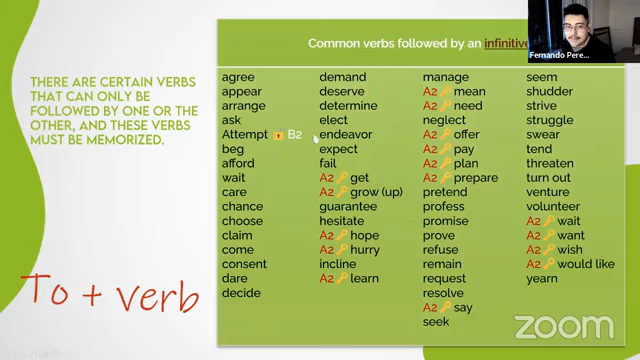 Common verbs followed by an infinitive
Fernando Pere...
THERE ARE CERTAIN VERBS
THAT CAN ONLY BE
FOLLOWED BY ONE OR THE
OTHER, AND THESE VERBS
MUST BE MEMORIZED.
To + verb
agree
appear
arrange
ask
Attempt B2
beg
afford
wait
care
chance
choose
claim
come
consent
dare
decide
demand
deserve
determine
elect
endeavor
expect
fail
A2 get
A2 grow (up)
guarantee
hesitate
A2 hope
A2 hurry
incline
A2 learn
manage
A2 mean
A2 need
neglect
A2 offer
A2 pay
A2 plan
A2 prepare
pretend
profess
promise
prove
refuse
remain
request
resolve
A2 say
seek
seem
shudder
strive
struggle
swear
tend
threaten
turn out
venture
volunteer
A2 wait
A2 want
A2 wish
A2 would like
yearn
zoom